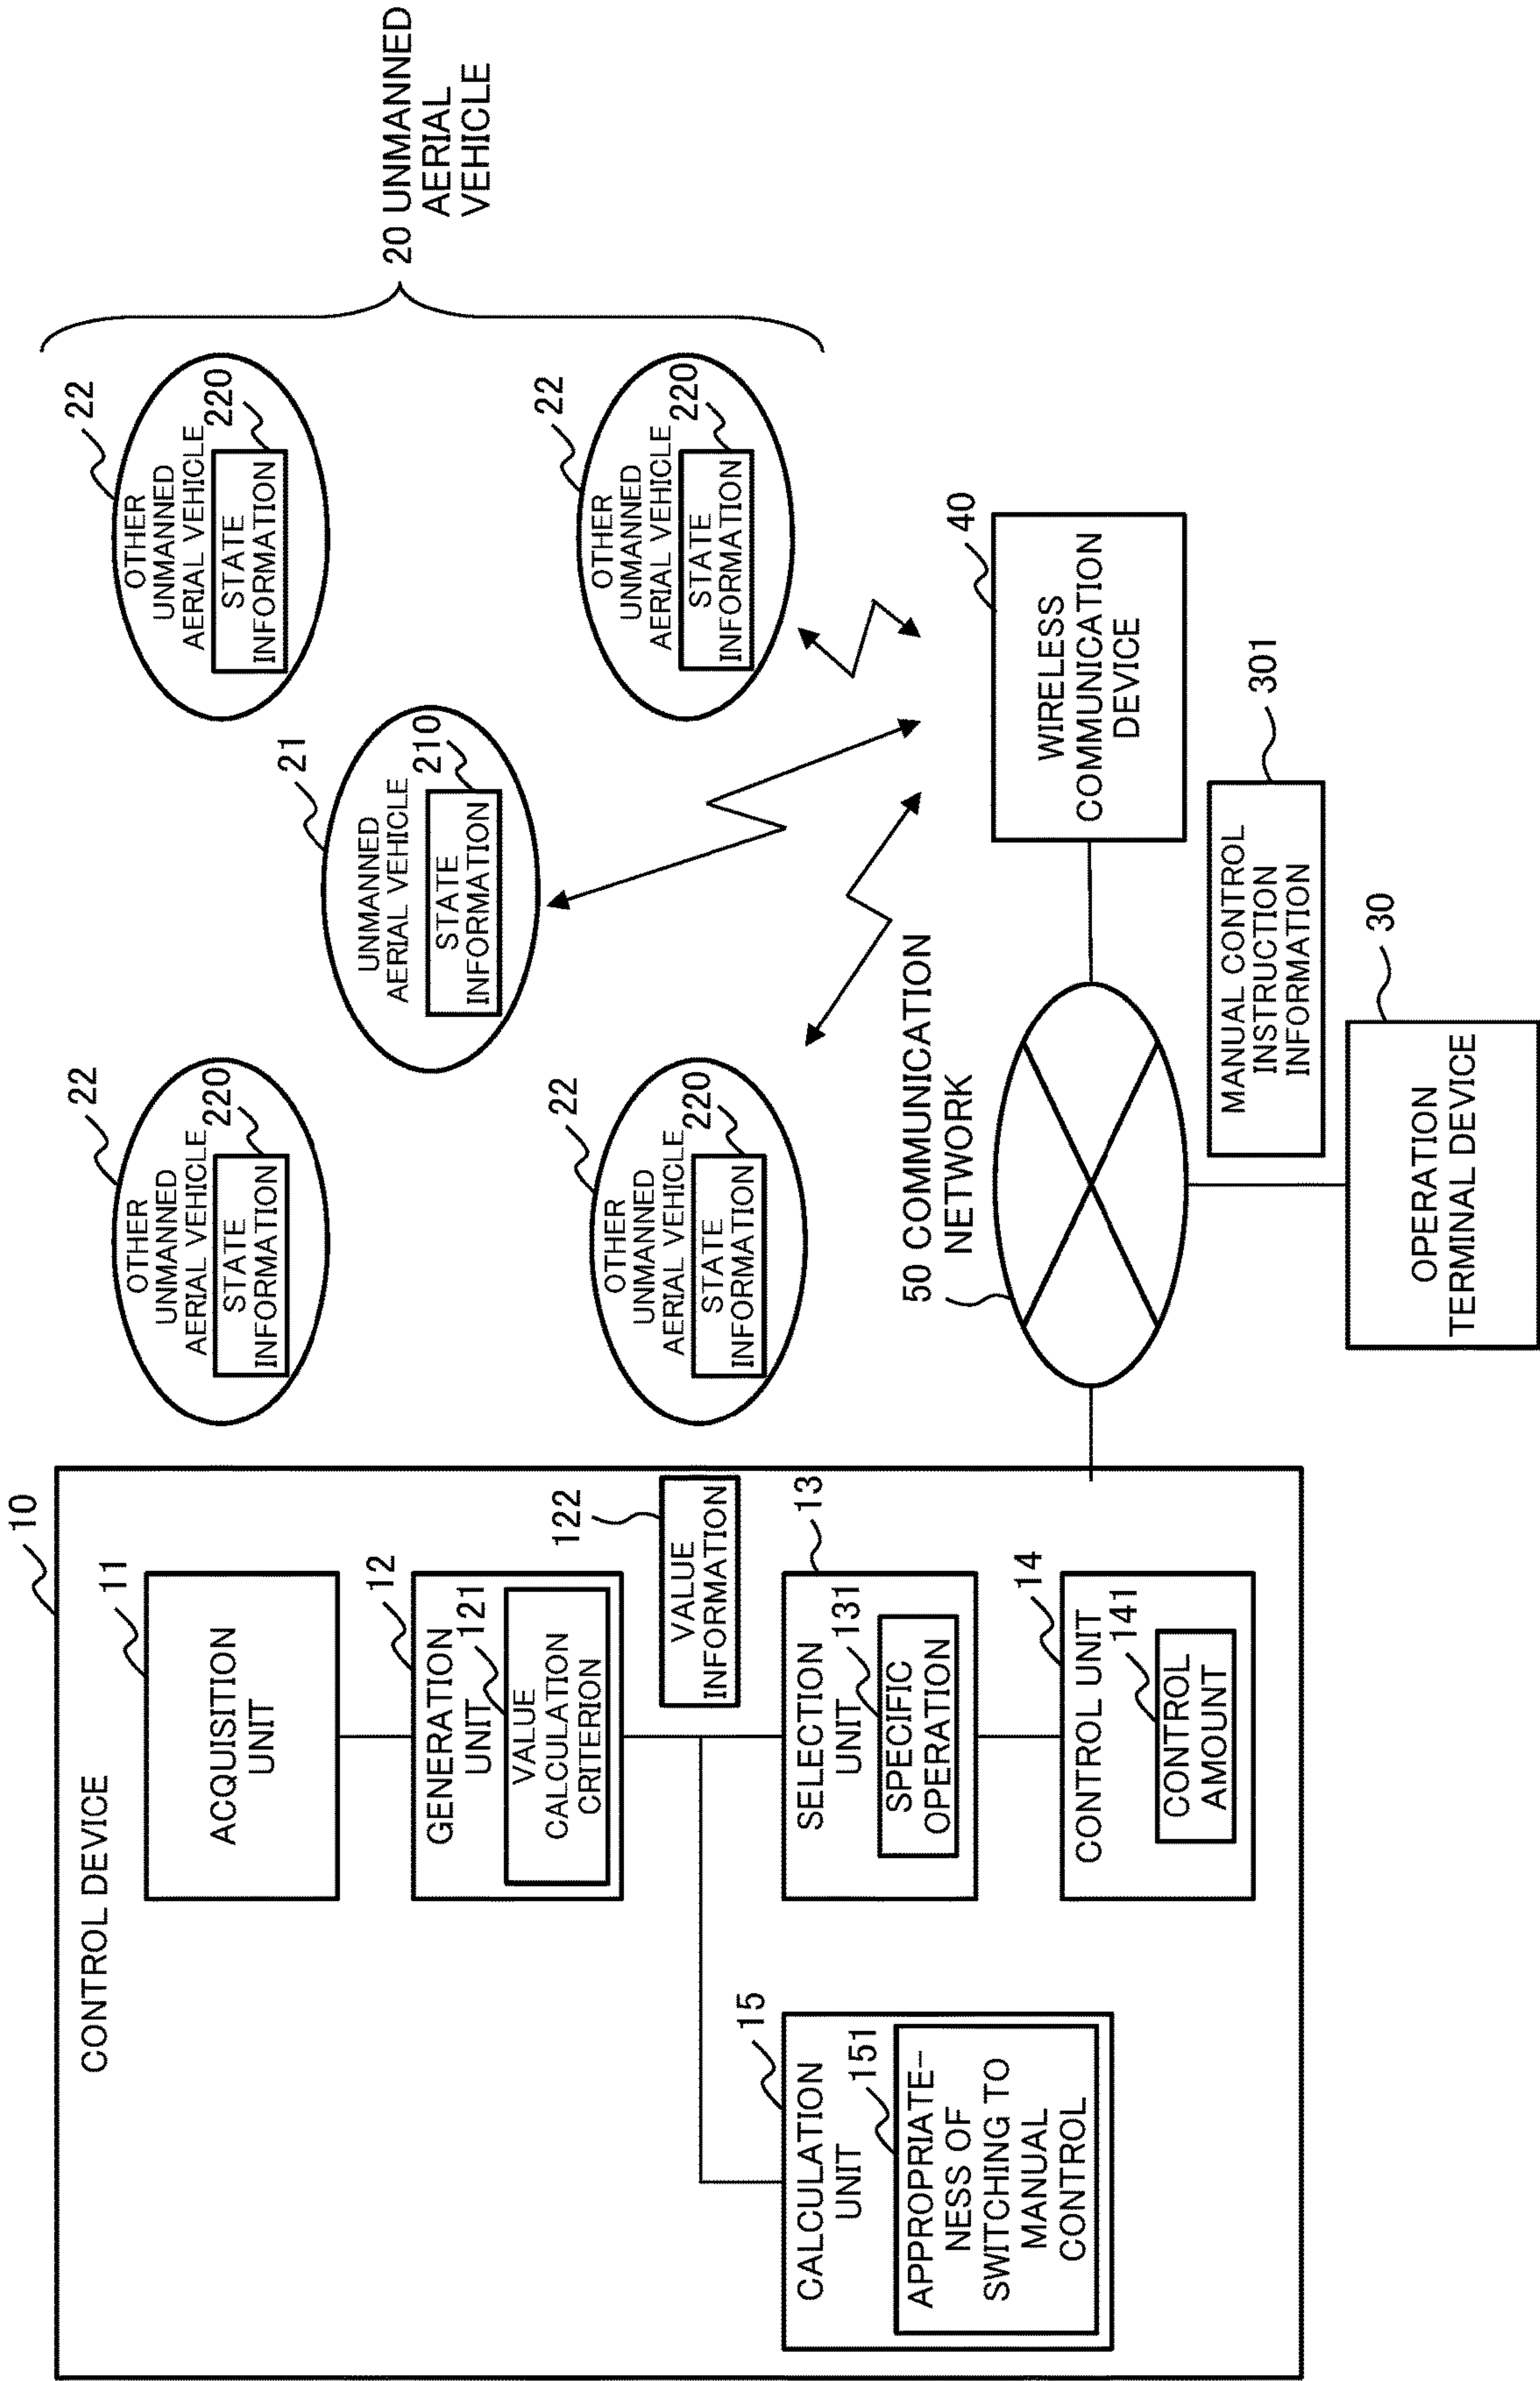 10
CONTROL DEVICE
11
ACQUISITION
UNIT
12
GENERATION
UNIT
121
VALUE
CALCULATION
CRITERION
122
VALUE
INFORMATION
13
SELECTION
UNIT
131
SPECIFIC
OPERATION
14
CONTROL UNIT
141
CONTROL
AMOUNT
15
CALCULATION
UNIT
151
APPROPRIATE-
NESS OF
SWITCHING TO
MANUAL
CONTROL
22
OTHER
UNMANNED
AERIAL VEHICLE
220
STATE
INFORMATION
22
OTHER
UNMANNED
AERIAL VEHICLE
220
STATE
INFORMATION
21
UNMANNED
AERIAL VEHICLE
210
STATE
INFORMATION
22
OTHER
UNMANNED
AERIAL VEHICLE
220
STATE
INFORMATION
22
OTHER
UNMANNED
AERIAL VEHICLE
220
STATE
INFORMATION
20 UNMANNED
AERIAL
VEHICLE
50 COMMUNICATION
NETWORK
40
WIRELESS
COMMUNICATION
DEVICE
301
MANUAL CONTROL
INSTRUCTION
INFORMATION
30
OPERATION
TERMINAL DEVICE